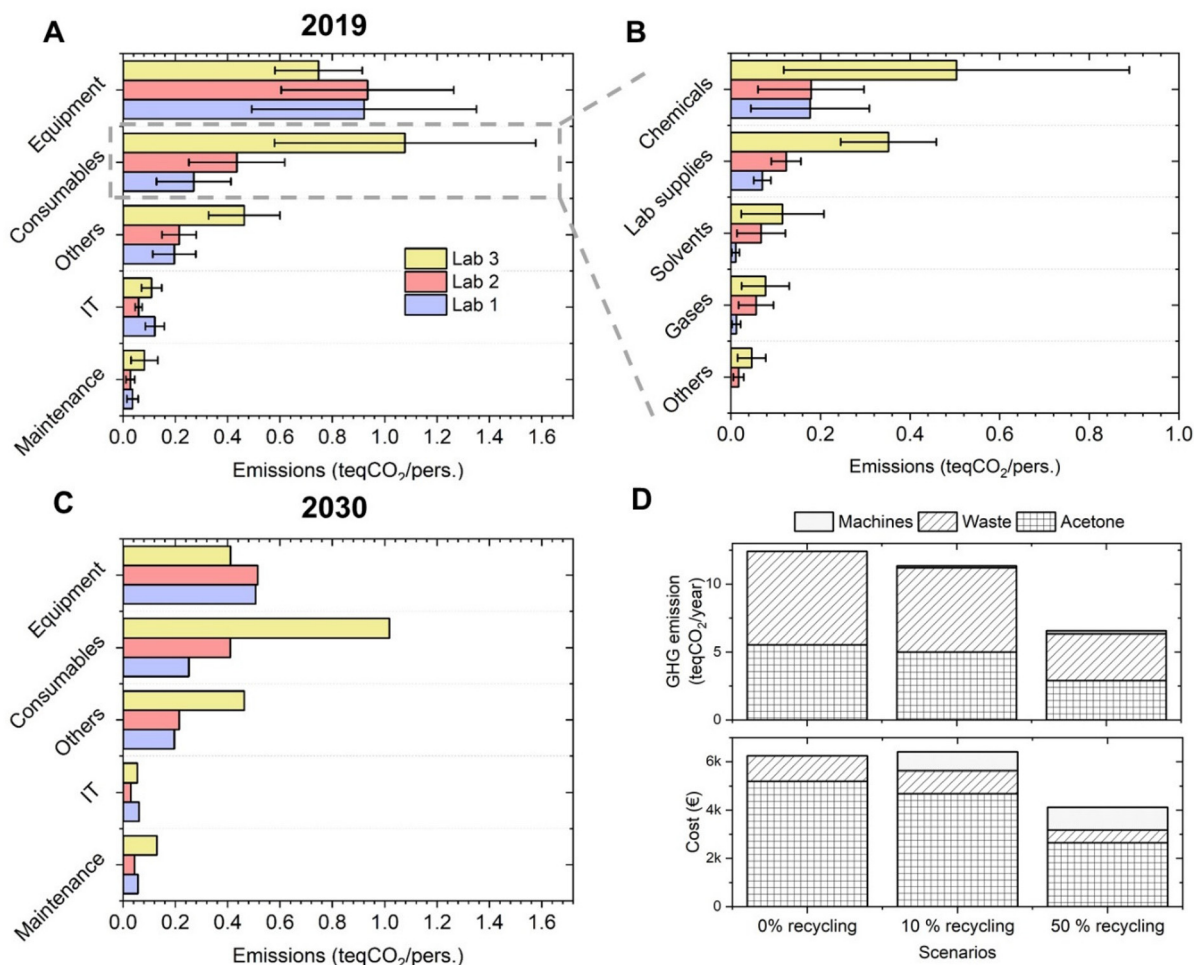 A
2019
Equipment
Consumables
Others
IT
Maintenance
Lab 3
Lab 2
Lab 1
0.0 0.2 0.4 0.6 0.8 1.0 1.2 1.4 1.6
Emissions (teqCO₂/pers.)
B
Chemicals
Lab supplies
Solvents
Gases
Others
0.0 0.2 0.4 0.6 0.8 1.0
Emissions (teqCO₂/pers.)
C
2030
Equipment
Consumables
Others
IT
Maintenance
0.0 0.2 0.4 0.6 0.8 1.0 1.2 1.4 1.6
Emissions (teqCO₂/pers.)
D
Machines Waste Acetone
GHG emission
(teqCO₂/year)
10
5
0
Cost (€)
6k
4k
2k
0
0% recycling 10 % recycling 50 % recycling
Scenarios